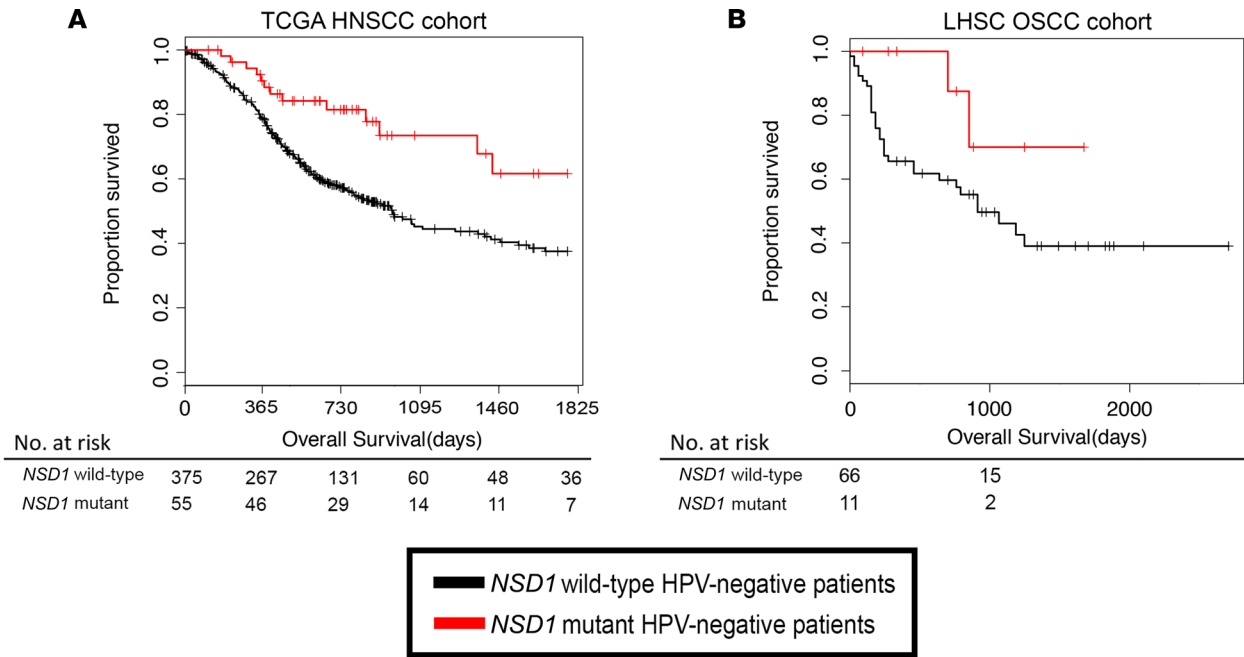 A
TCGA HNSCC cohort
Proportion survived
1.0
0.8
0.6
0.4
0.2
0.0
0 365 730 1095 1460 1825
Overall Survival(days)
No. at risk
NSD1 wild-type 375 267 131 60 48 36
NSD1 mutant 55 46 29 14 11 7
B
LHSC OSCC cohort
Proportion survived
1.0
0.8
0.6
0.4
0.2
0.0
0 1000 2000
Overall Survival(days)
No. at risk
NSD1 wild-type 66 15
NSD1 mutant 11 2
NSD1 wild-type HPV-negative patients
NSD1 mutant HPV-negative patients